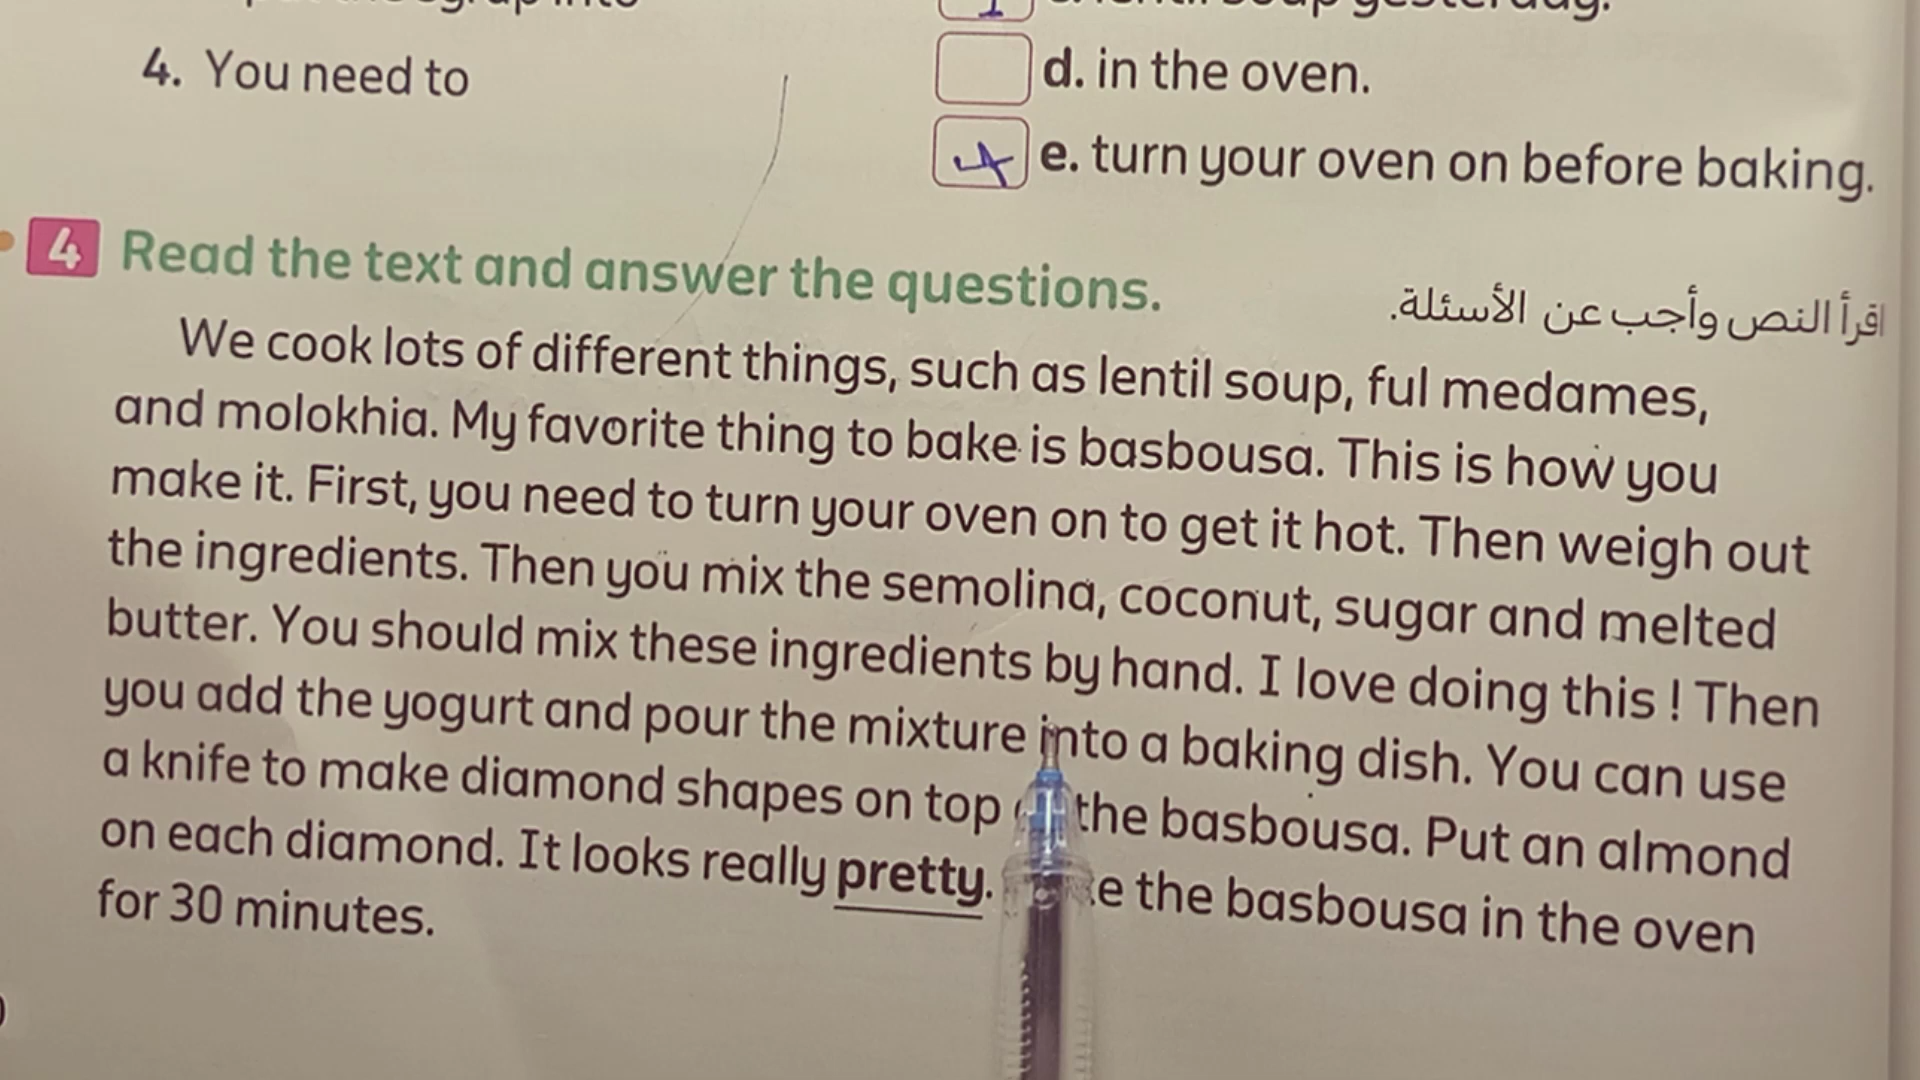 4. You need to
d. in the oven.
4 e. turn your oven on before baking.
4 Read the text and answer the questions.
اقرأ النص وأجب عن الأسئلة.
We cook lots of different things, such as lentil soup, ful medames,
and molokhia. My favorite thing to bake is basbousa. This is how you
make it. First, you need to turn your oven on to get it hot. Then weigh out
the ingredients. Then you mix the semolina, coconut, sugar and melted
butter. You should mix these ingredients by hand. I love doing this ! Then
you add the yogurt and pour the mixture into a baking dish. You can use
a knife to make diamond shapes on top the basbousa. Put an almond
on each diamond. It looks really pretty. the basbousa in the oven
for 30 minutes.